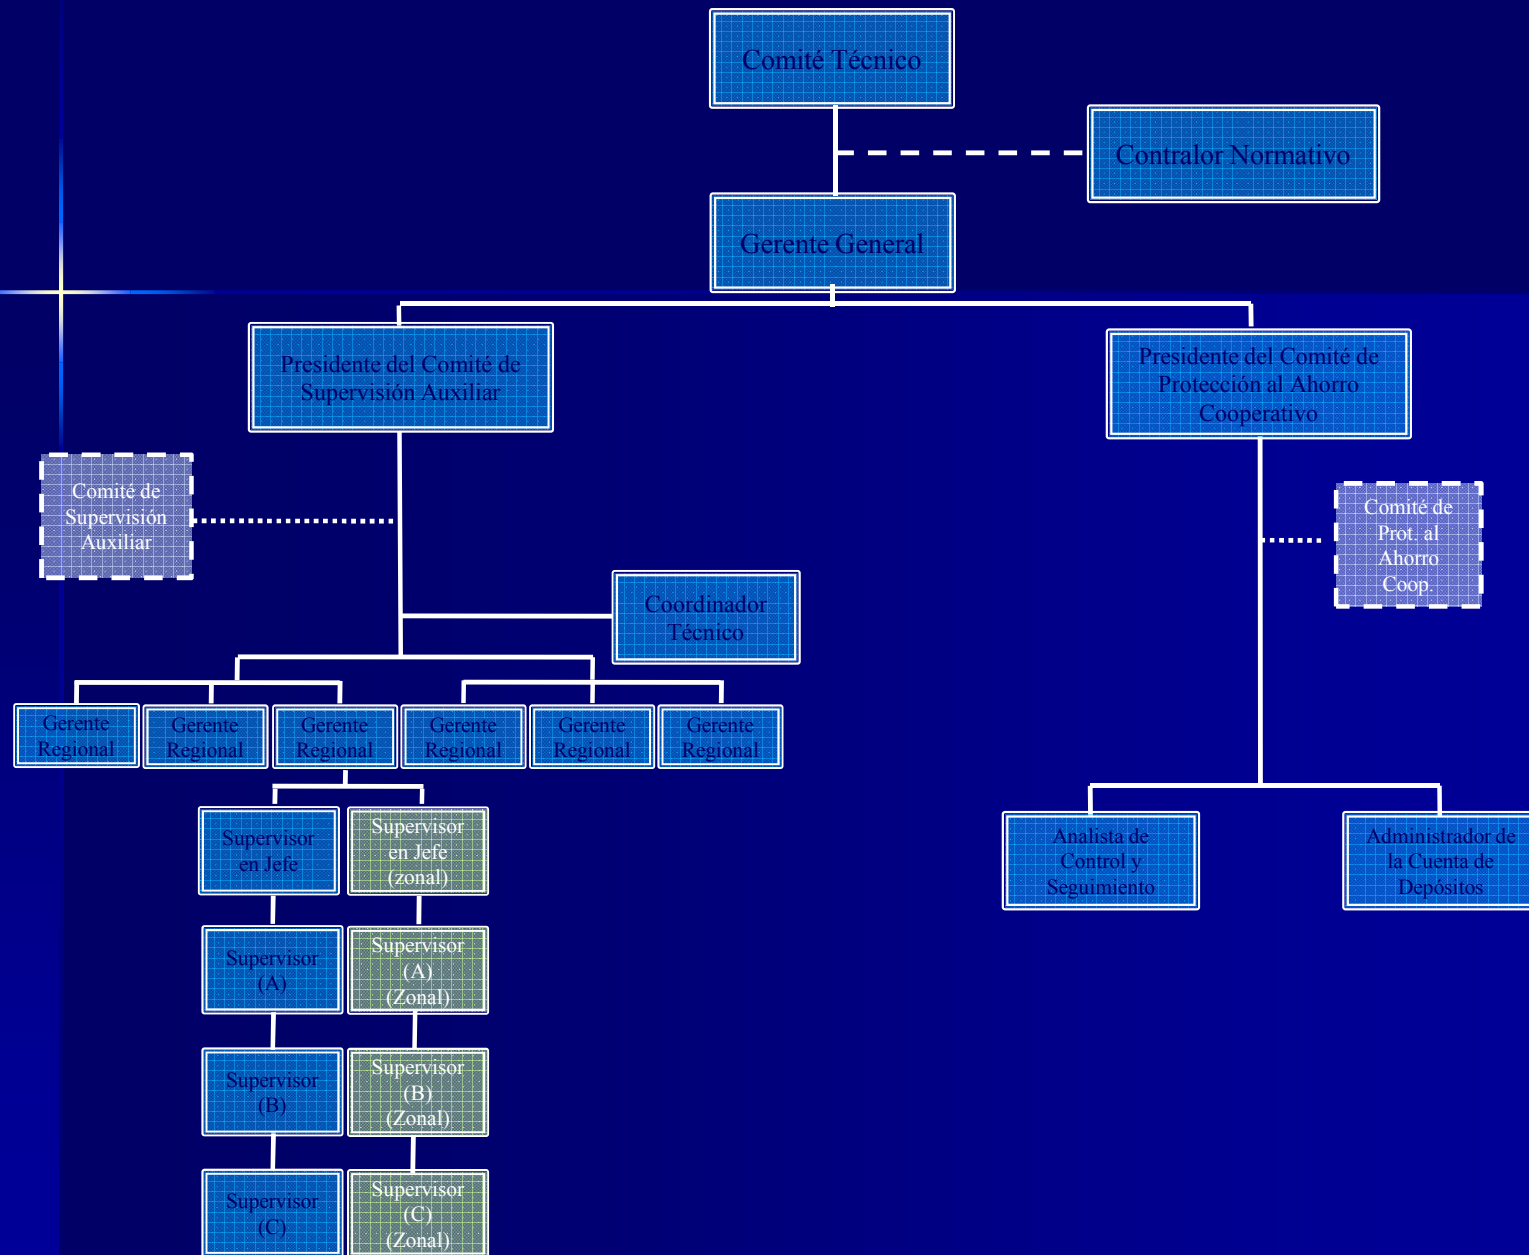 Comité Técnico
Contralor Normativo
Gerente General
Presidente del Comité de
Supervisión Auxiliar
Presidente del Comité de
Protección al Ahorro
Cooperativo
Comité de
Supervisión
Auxiliar
Comité de
Prot. al
Ahorro
Coop.
Coordinador
Técnico
Gerente
Regional
Gerente
Regional
Gerente
Regional
Gerente
Regional
Gerente
Regional
Gerente
Regional
Supervisor
en Jefe
Supervisor
en Jefe
(zonal)
Analista de
Control y
Seguimiento
Administrador de
la Cuenta de
Depósitos
Supervisor
(A)
Supervisor
(A)
(Zonal)
Supervisor
(B)
Supervisor
(B)
(Zonal)
Supervisor
(C)
Supervisor
(C)
(Zonal)